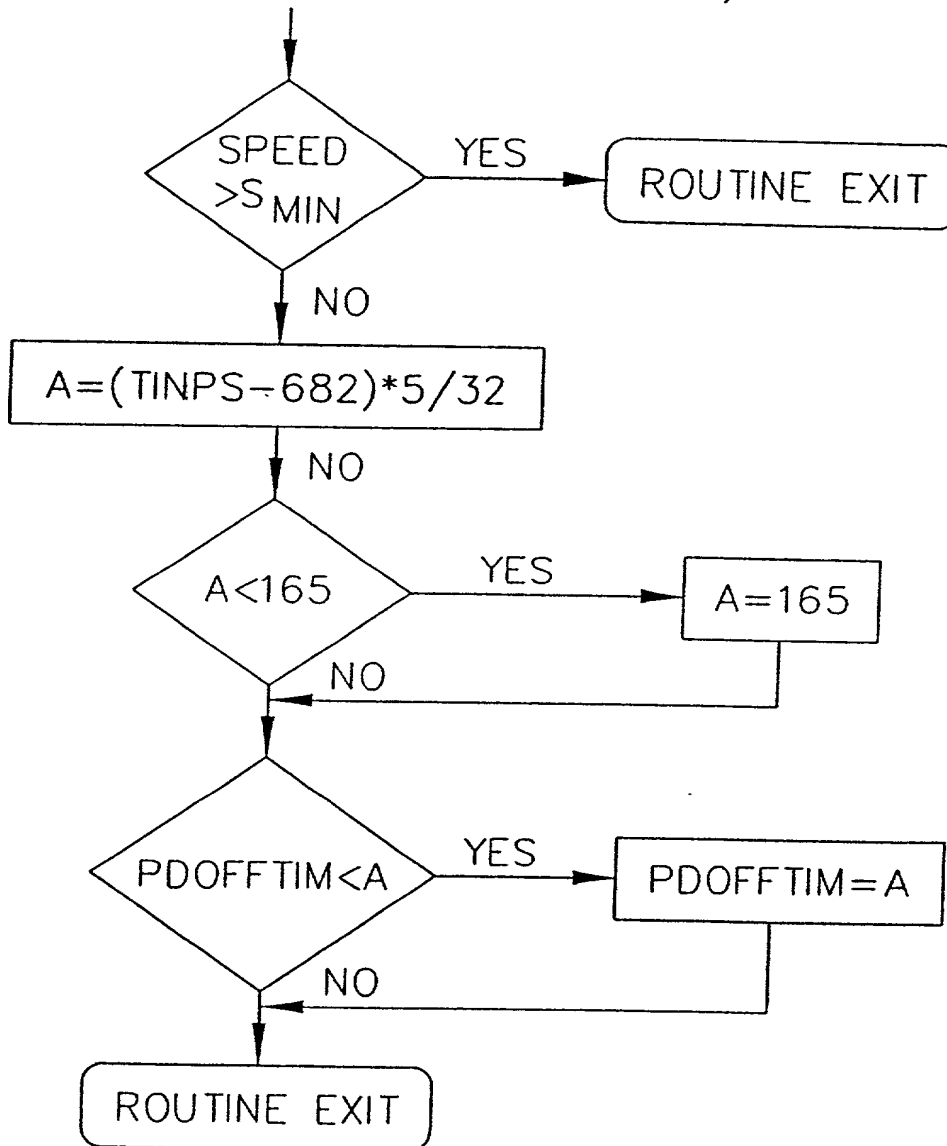 SPEED
>S MIN
YES
ROUTINE EXIT
NO
A=(TINPS-682)*5/32
NO
A<165
YES
A=165
NO
PDOFFTIM<A
YES
PDOFFTIM=A
NO
ROUTINE EXIT